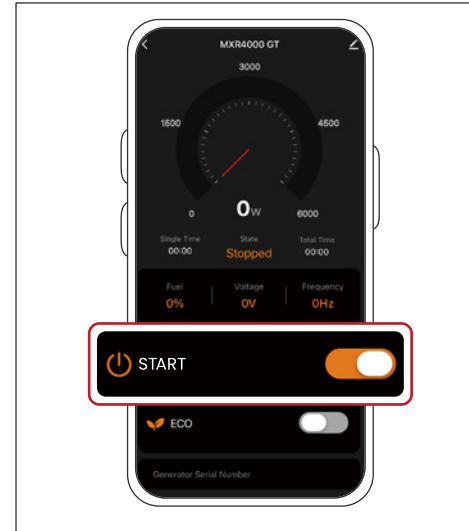 MXR4000 GT
3000
1500 4500
0 0W 6000
Single Time State Total Time
00:00 Stopped 00:00
Fuel Voltage Frequency
0% 0V 0Hz
START
ECO
Generator Serial Number